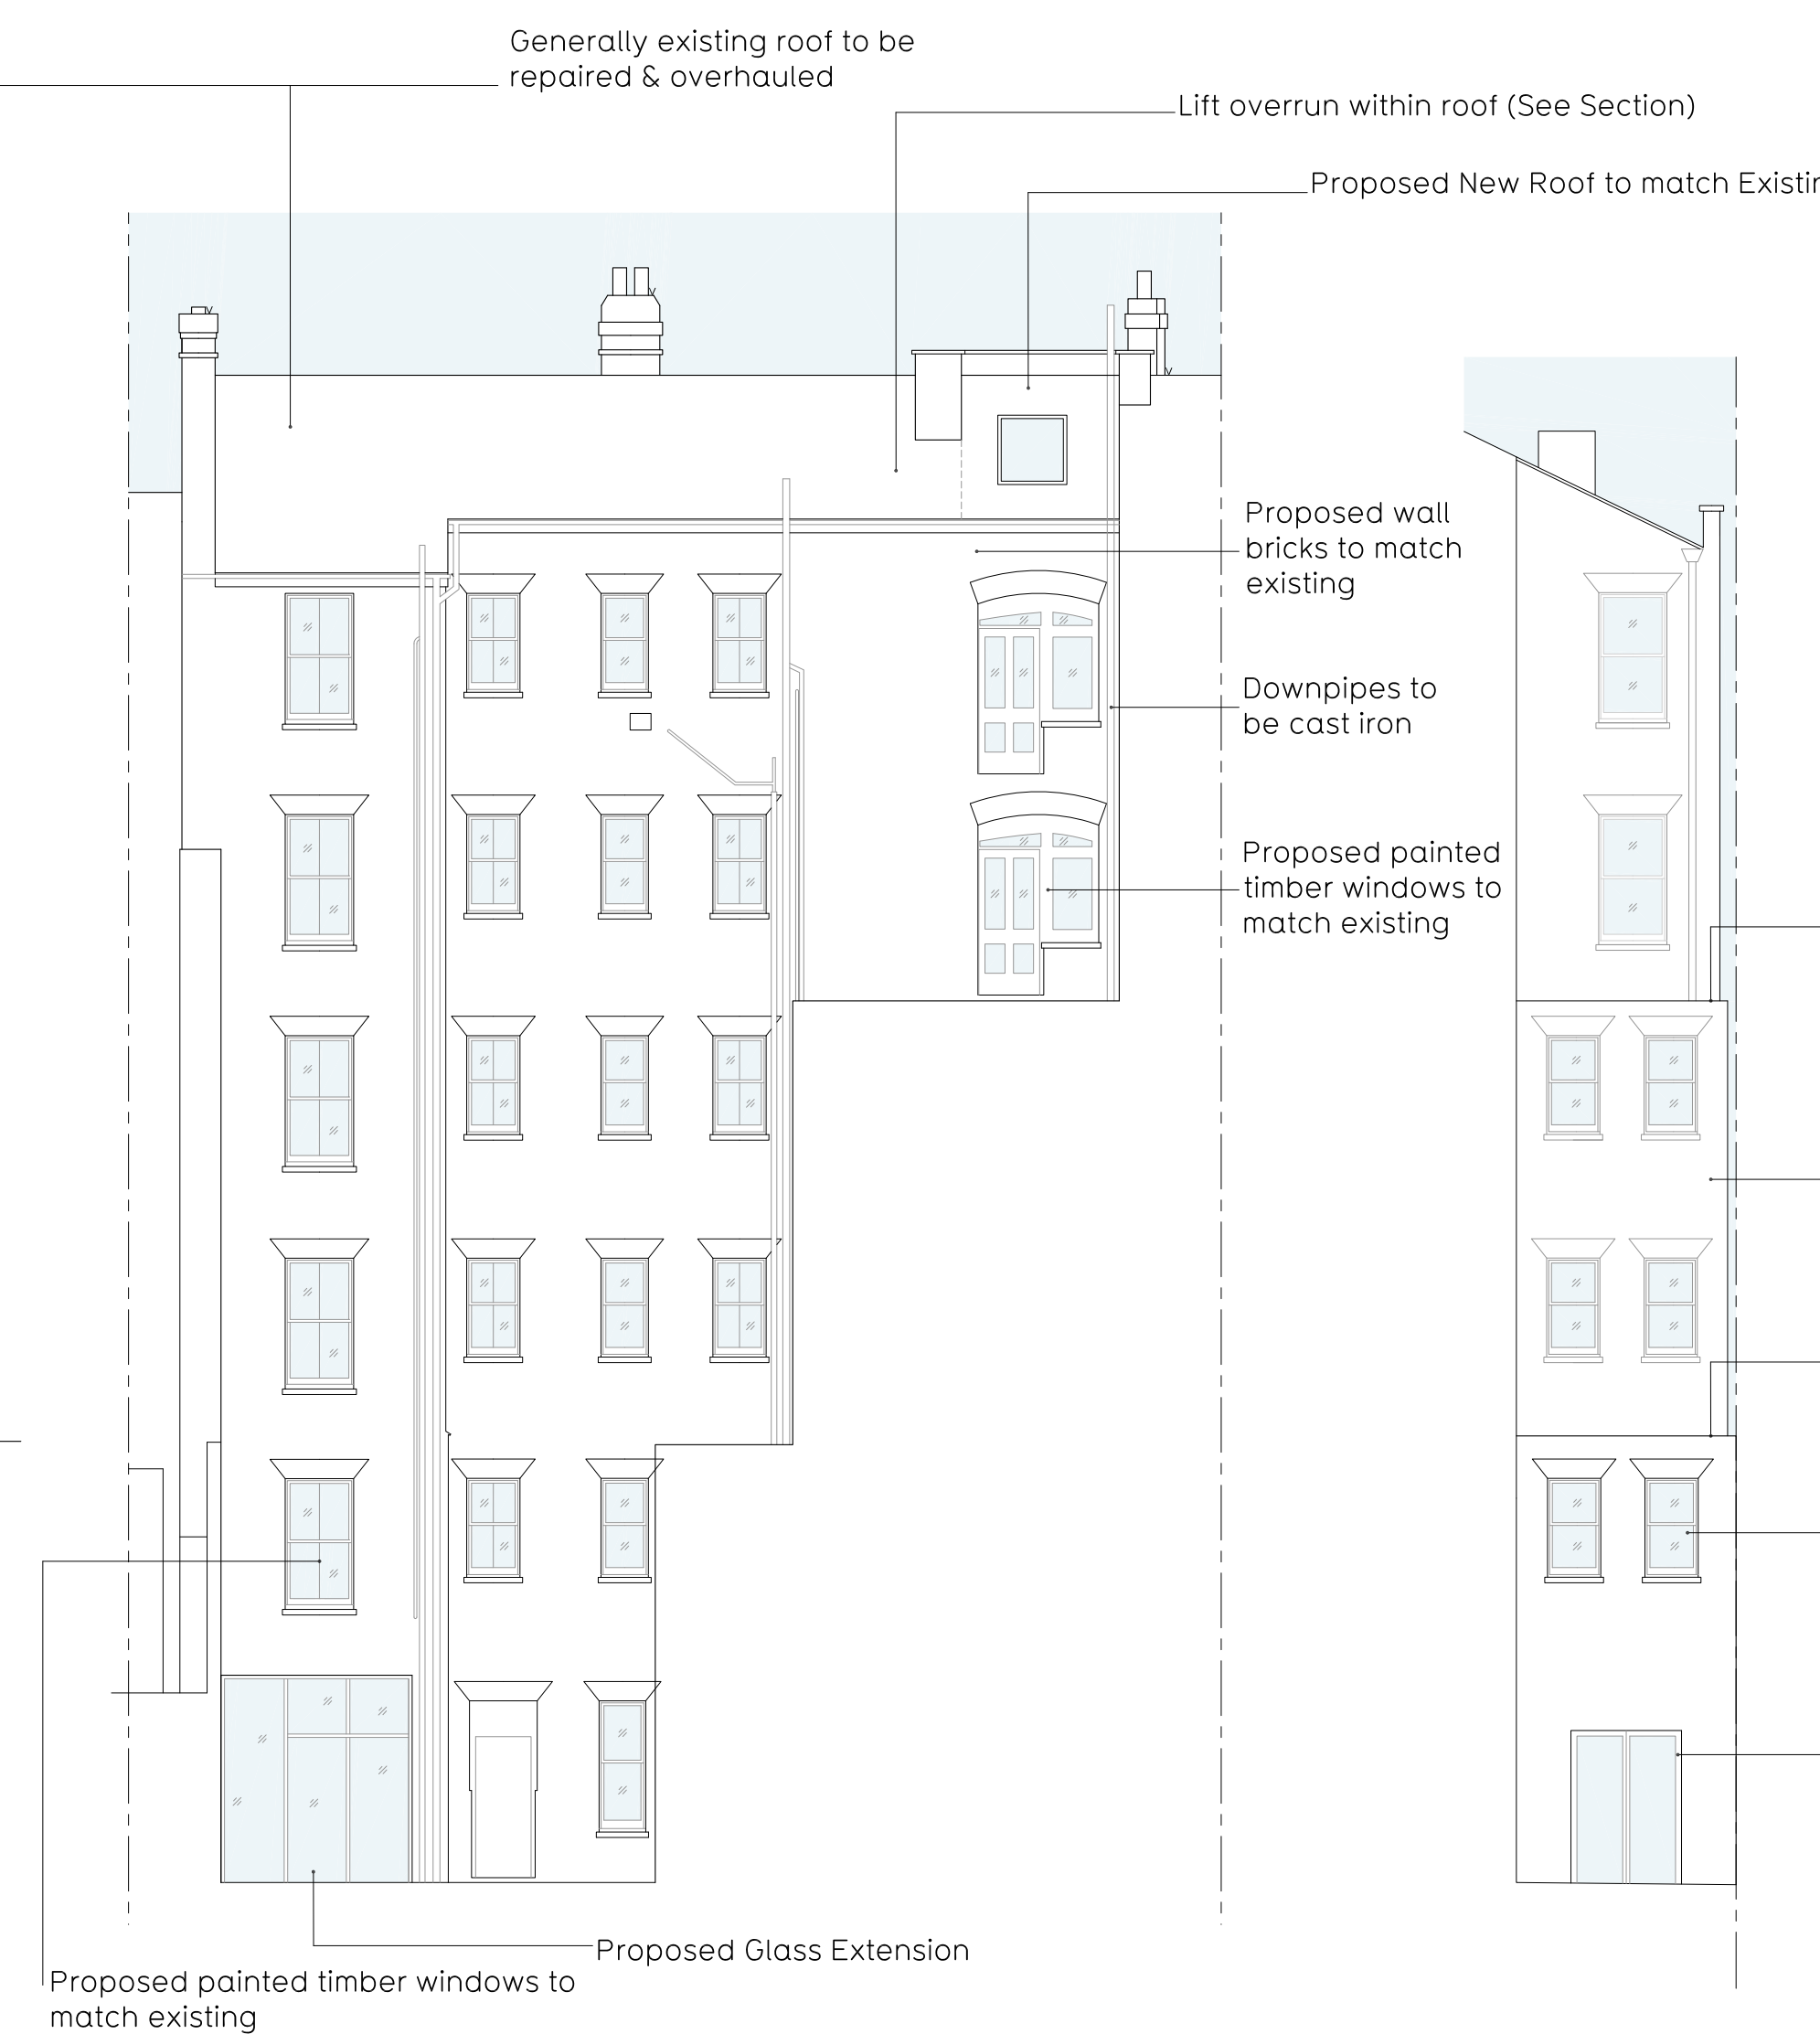 Generally existing roof to be
repaired & overhauled
Lift overrun within roof (See Section)
Proposed New Roof to match
Proposed wall
bricks to match
existing
Downpipes to
be cast iron
Proposed painted
timber windows to
match existing
Proposed Glass Extension
Proposed painted timber windows to
match existing